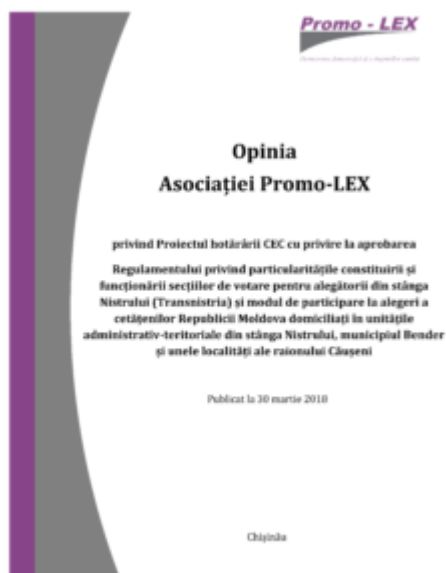 Promo - LEX
Opinia
Asociației Promo-LEX
privind Proiectul hotărârii CEC cu privire la aprobarea
Regulamentului privind particularitățile constituirii și
funcționării secțiilor de votare pentru alegătorii din stânga
Nistrului (Transnistria) și modul de participare la alegeri a
cetățenilor Republicii Moldova domiciliați în unitățile
administrativ-teritoriale din stânga Nistrului, municipiul Bender
și unele localități ale raionului Căușeni
Publicat la 30 martie 2018
Chișinău